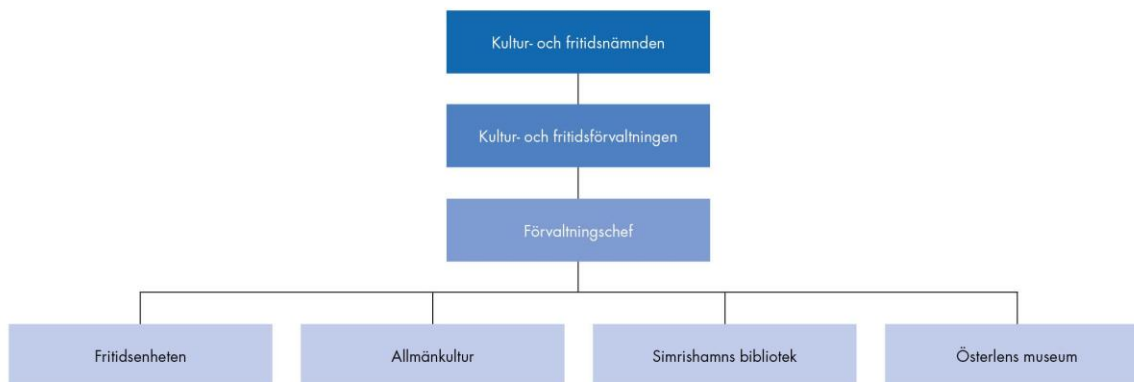 Kultur- och fritidsnämnden
Kultur- och fritidsförvaltningen
Förvaltningschef
Fritidsenheten
Allmänkultur
Simrishamns bibliotek
Österlens museum